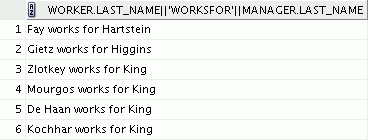 WORKER.LAST_NAME||'WORKSFOR'||MANAGER.LAST_NAME
1 Fay works for Hartstein
2 Gietz works for Higgins
3 Zlotkey works for King
4 Mourgos works for King
5 De Haan works for King
6 Kochhar works for King